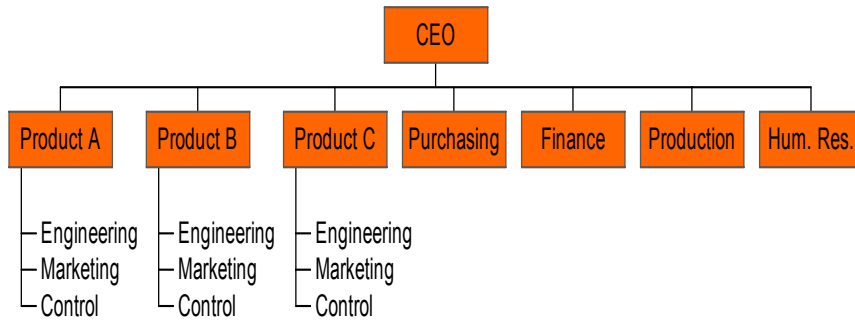 CEO
Product A
Product B
Product C
Purchasing
Finance
Production
Hum. Res.
Engineering
Marketing
Control
Engineering
Marketing
Control
Engineering
Marketing
Control